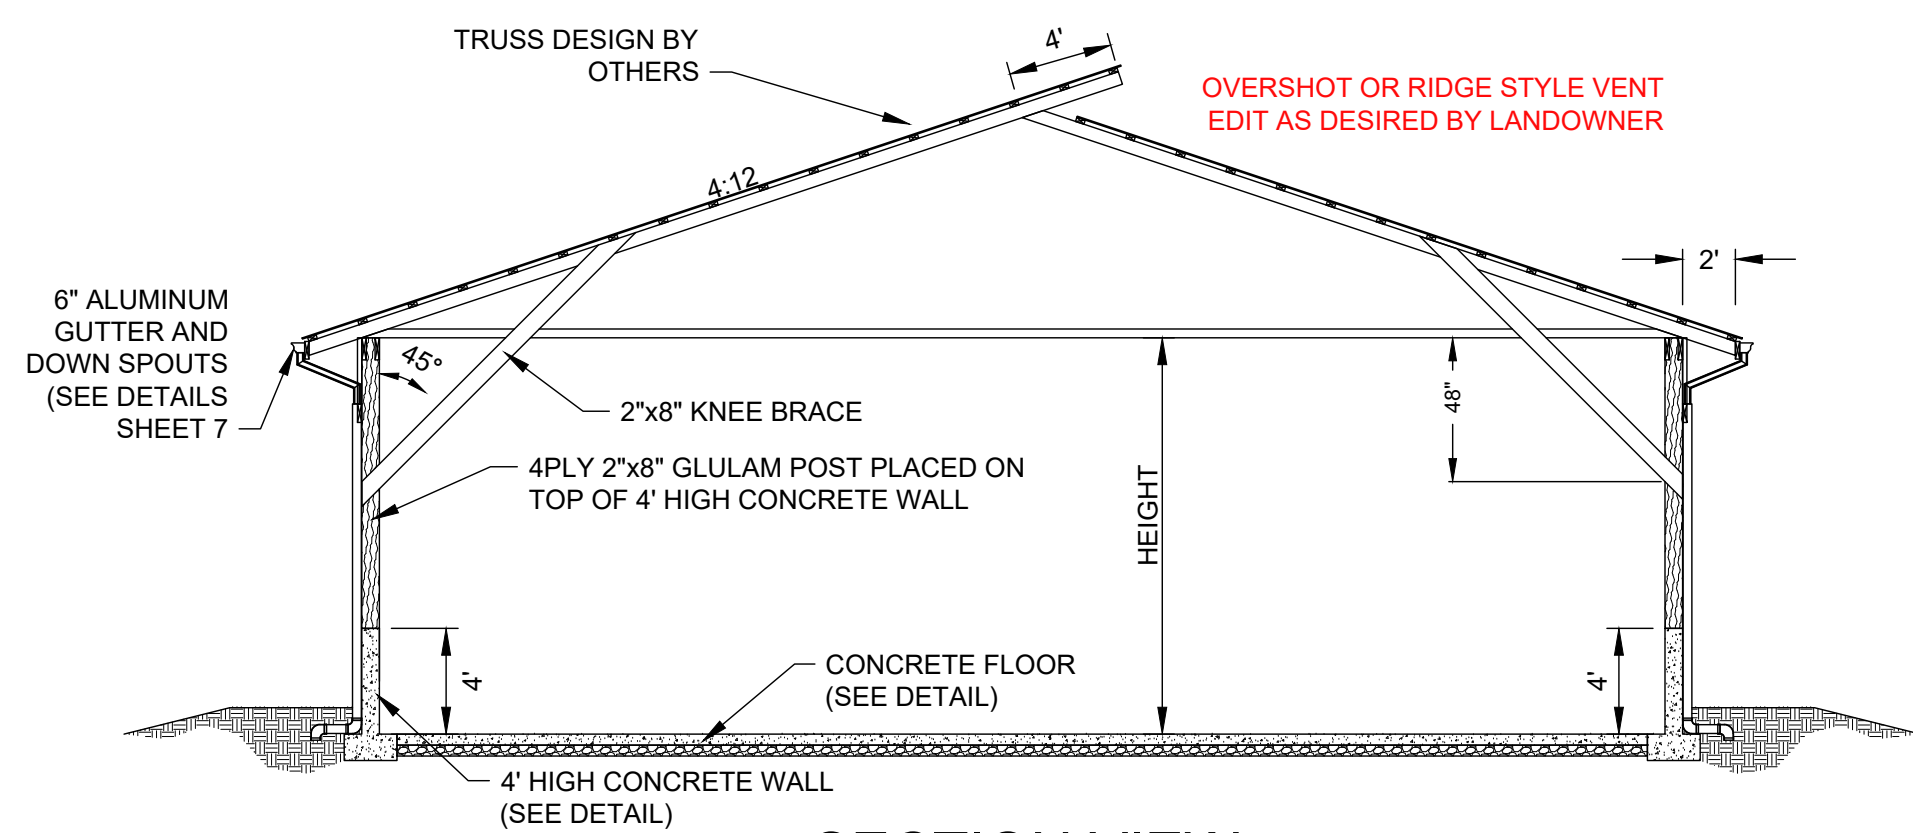 TRUSS DESIGN BY
OTHERS
4'
OVERSHOT OR RIDGE STYLE VENT
EDIT AS DESIRED BY LANDOWNER
4:12
2'
6" ALUMINUM
GUTTER AND
DOWN SPOUTS
(SEE DETAILS
SHEET 7
45°
2"x8" KNEE BRACE
48"
4PLY 2"x8" GLULAM POST PLACED ON
TOP OF 4' HIGH CONCRETE WALL
HEIGHT
4'
CONCRETE FLOOR
(SEE DETAIL)
4'
4' HIGH CONCRETE WALL
(SEE DETAIL)
SECTION VIEW